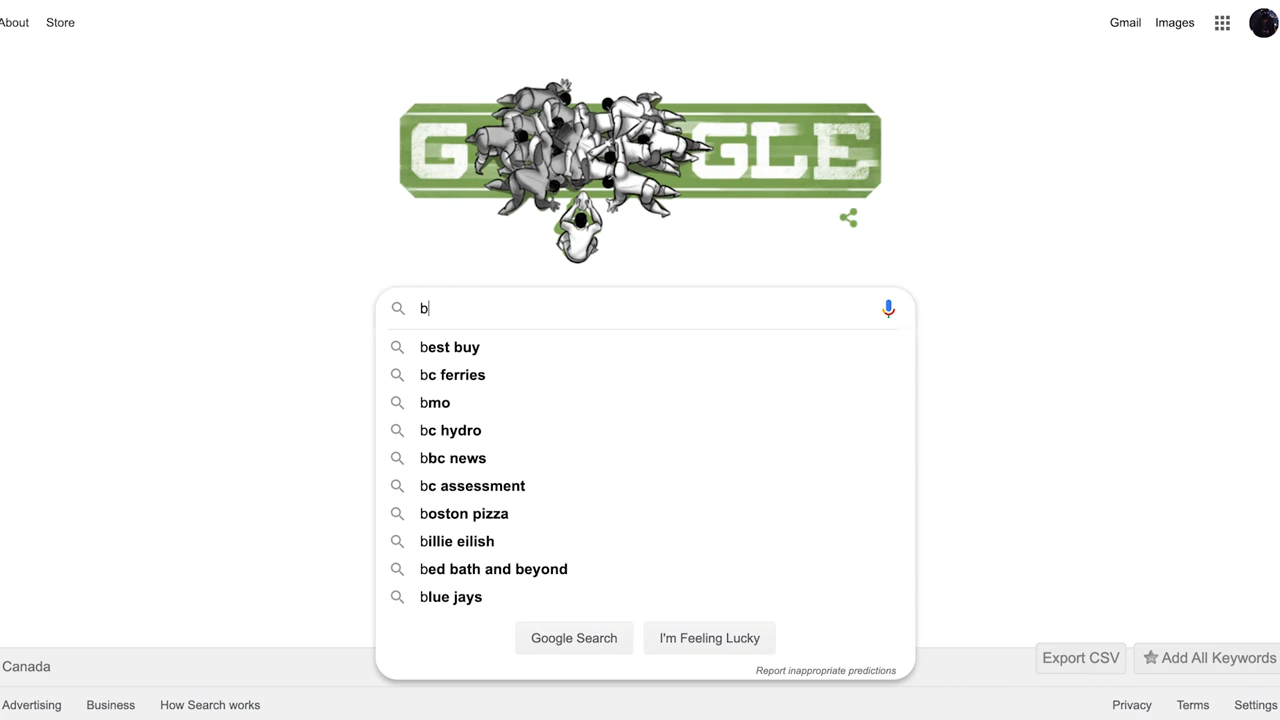 About Store Gmail Images
G GLE
b
best buy
bc ferries
bmo
bc hydro
bbc news
bc assessment
boston pizza
billie eilish
bed bath and beyond
blue jays
Google Search I'm Feeling Lucky
Report inappropriate predictions
Canada Export CSV Add All Keywords
Advertising Business How Search works Privacy Terms Settings